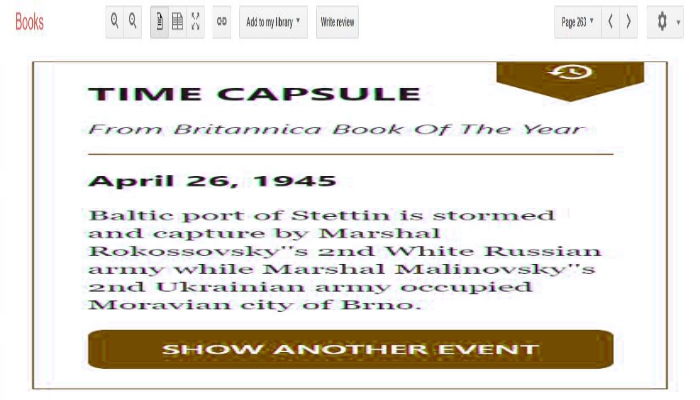 Books
Add to my library
Write review
Page 263
TIME CAPSULE
From Britannica Book Of The Year
April 26, 1945
Baltic port of Stettin is stormed
and capture by Marshal
Rokossovsky"s 2nd White Russian
army while Marshal Malinovsky"s
2nd Ukrainian army occupied
Moravian city of Brno.
SHOW ANOTHER EVENT